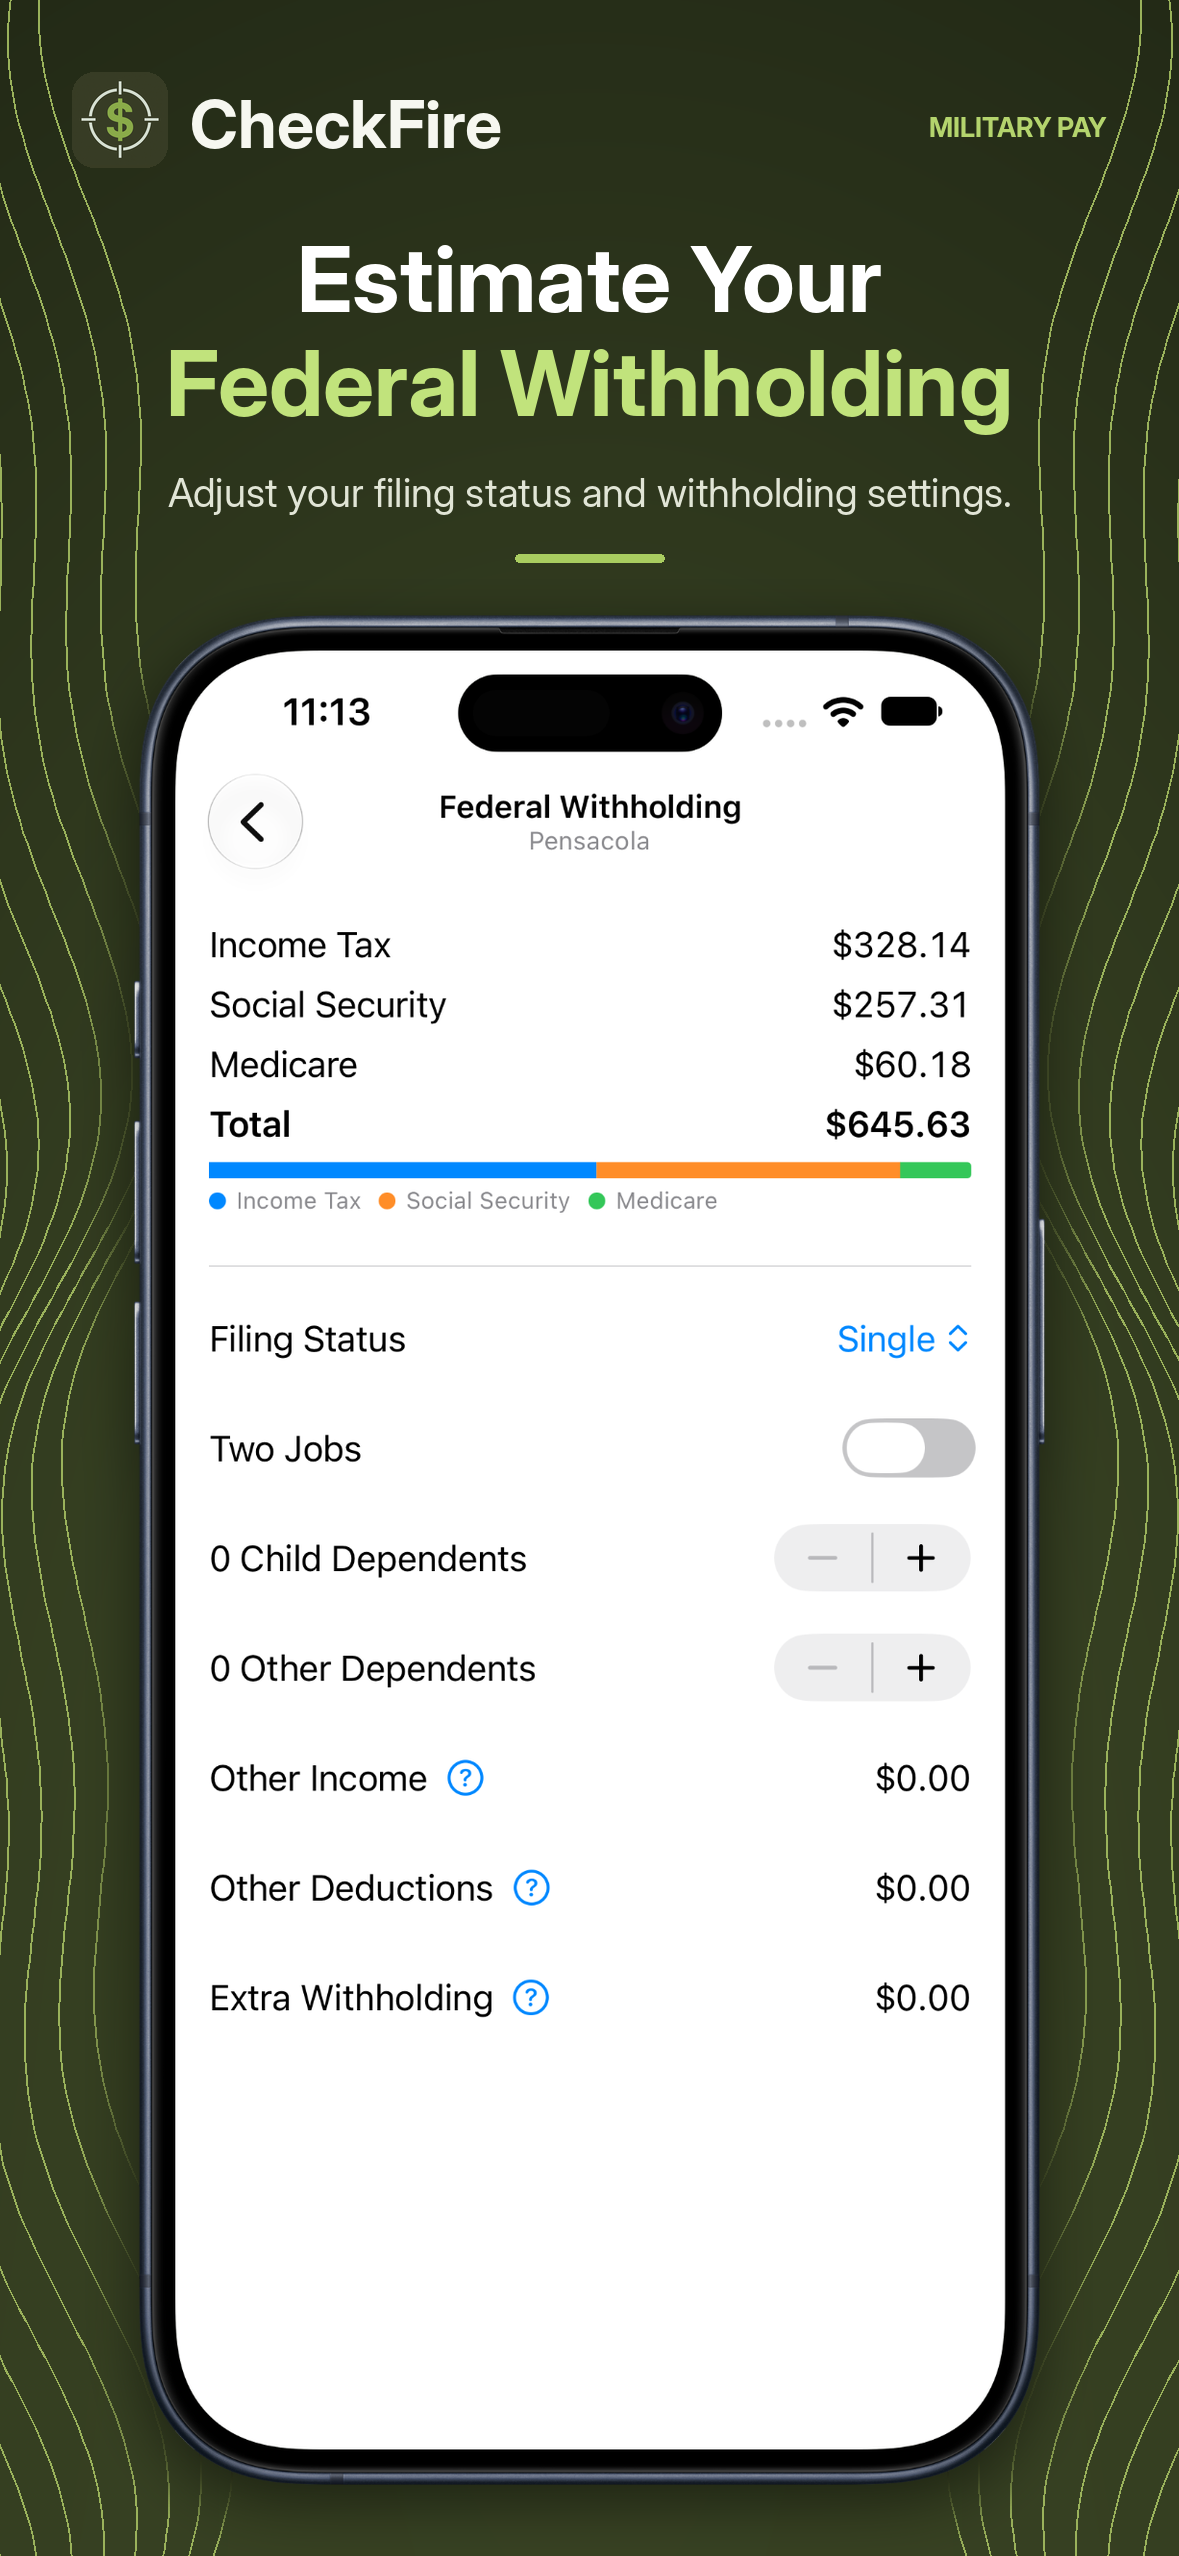 $
CheckFire
MILITARY PAY
Estimate Your
Federal Withholding
Adjust your filing status and withholding settings.
11:13
Federal Withholding
Pensacola
Income Tax $328.14
Social Security $257.31
Medicare $60.18
Total $645.63
Income Tax Social Security Medicare
Filing Status Single
Two Jobs
0 Child Dependents − +
0 Other Dependents − +
Other Income ? $0.00
Other Deductions ? $0.00
Extra Withholding ? $0.00